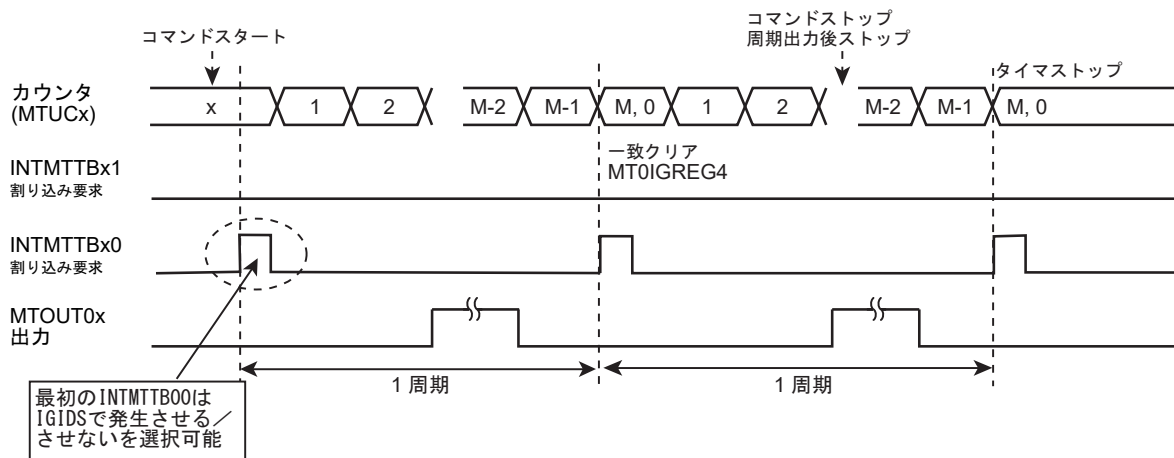 コマンドスタート
コマンドストップ
周期出力後ストップ
タイマストップ
カウンタ
(MTUCx)
x 1 2 M-2 M-1 M, 0 1 2 M-2 M-1 M, 0
一致クリア
MT0IGREG4
INTMTTBx1
割り込み要求
INTMTTBx0
割り込み要求
MTOUT0x
出力
1 周期
1 周期
最初のINTMTTB00は
IGIDSで発生させる／
させないを選択可能